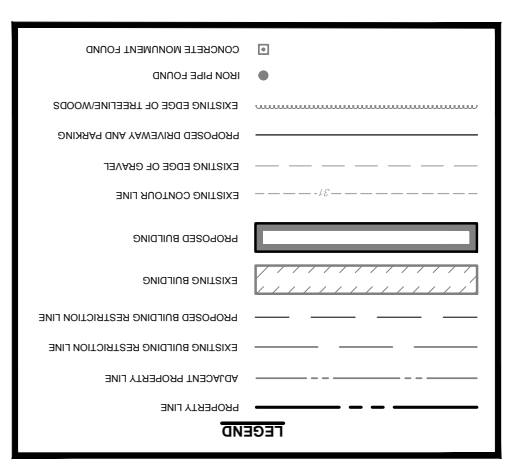 LEGEND
PROPERTY LINE
ADJACENT PROPERTY LINE
EXISTING BUILDING RESTRICTION LINE
PROPOSED BUILDING RESTRICTION LINE
EXISTING BUILDING
PROPOSED BUILDING
31 EXISTING CONTOUR LINE
EXISTING EDGE OF GRAVEL
PROPOSED DRIVEWAY AND PARKING
EXISTING EDGE OF TREELINE/WOODS
IRON PIPE FOUND
CONCRETE MONUMENT FOUND